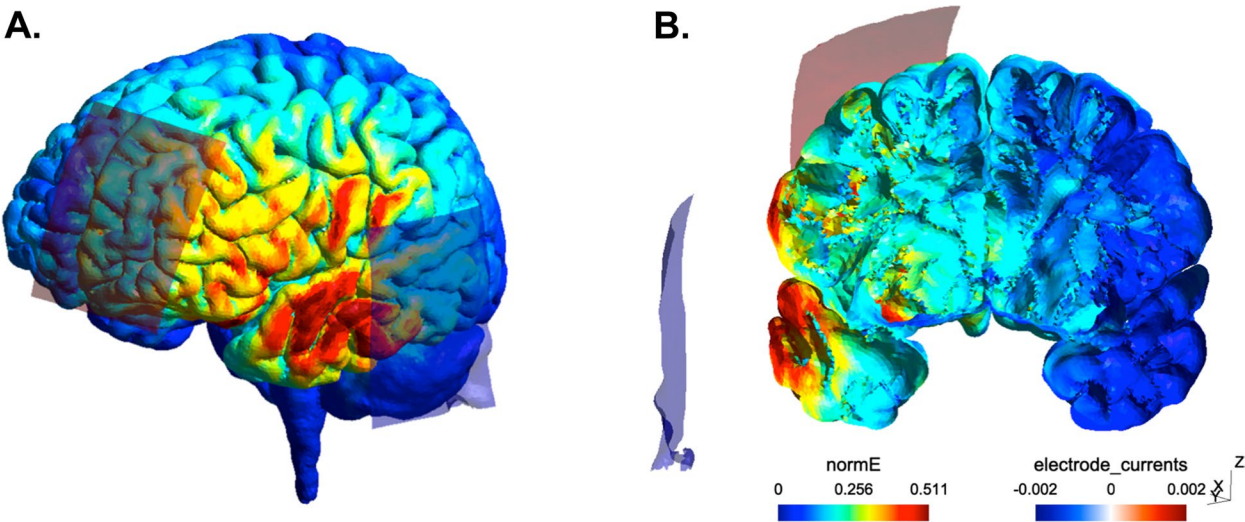 A.
B.
normE
0 0.256 0.511
electrode_currents
-0.002 0 0.002
Z
X
Y